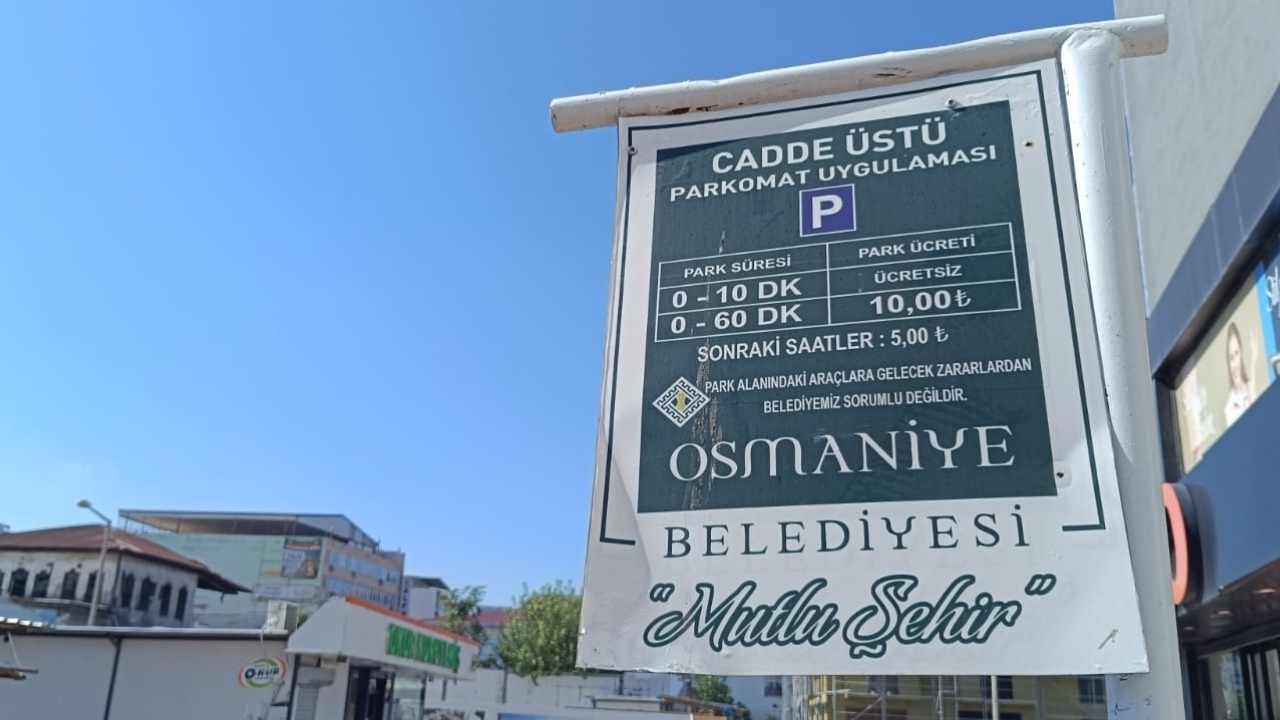 CADDE ÜSTÜ
PARKOMAT UYGULAMASI
P
PARK SÜRESİ PARK ÜCRETİ
0 - 10 DK ÜCRETSİZ
0 - 60 DK 10,00₺
SONRAKİ SAATLER : 5,00 ₺
PARK ALANINDAKİ ARAÇLARA GELECEK ZARARLARDAN
BELEDİYEMİZ SORUMLU DEĞİLDİR.
OSMANİYE
BELEDİYESİ
"Mutlu Şehir"
OKUR